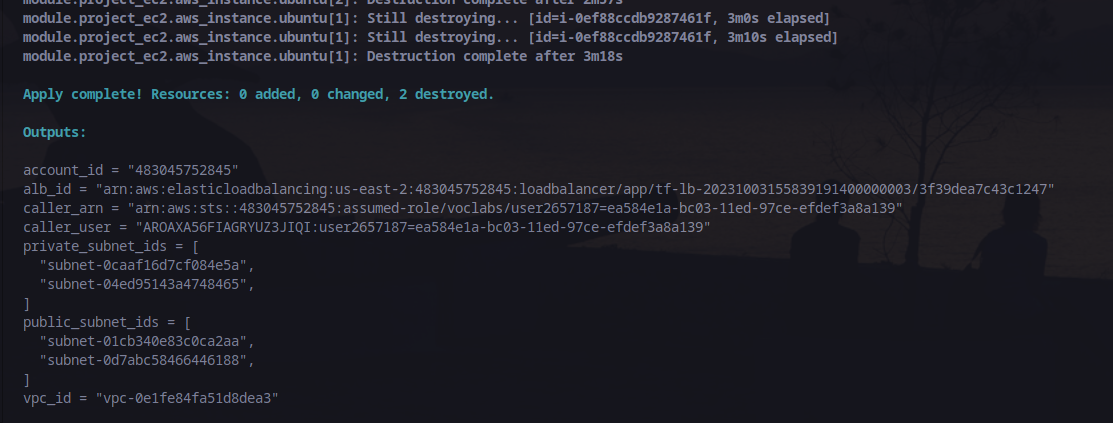 module.project_ec2.aws_instance.ubuntu[2]: Destruction complete after 2m57s
module.project_ec2.aws_instance.ubuntu[1]: Still destroying... [id=i-0ef88ccdb9287461f, 3m0s elapsed]
module.project_ec2.aws_instance.ubuntu[1]: Still destroying... [id=i-0ef88ccdb9287461f, 3m10s elapsed]
module.project_ec2.aws_instance.ubuntu[1]: Destruction complete after 3m18s
Apply complete! Resources: 0 added, 0 changed, 2 destroyed.
Outputs:
account_id = "483045752845"
alb_id = "arn:aws:elasticloadbalancing:us-east-2:483045752845:loadbalancer/app/tf-lb-20231003155839191400000003/3f39dea7c43c1247"
caller_arn = "arn:aws:sts::483045752845:assumed-role/voclabs/user2657187=ea584e1a-bc03-11ed-97ce-efdef3a8a139"
caller_user = "AROAXA56FIAGRYUZ3JIQI:user2657187=ea584e1a-bc03-11ed-97ce-efdef3a8a139"
private_subnet_ids = [
  "subnet-0caaf16d7cf084e5a",
  "subnet-04ed95143a4748465",
]
public_subnet_ids = [
  "subnet-01cb340e83c0ca2aa",
  "subnet-0d7abc58466446188",
]
vpc_id = "vpc-0e1fe84fa51d8dea3"